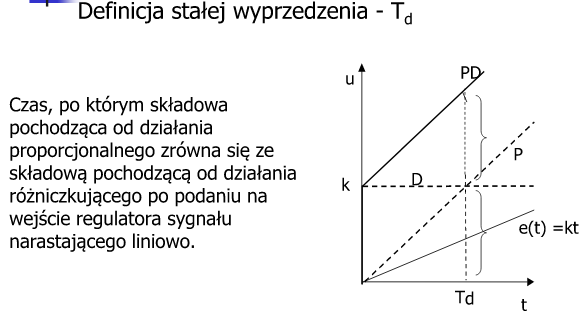 Definicja stałej wyprzedzenia - Td
Czas, po którym składowa
pochodząca od działania
proporcjonalnego zrówna się ze
składową pochodzącą od działania
różniczkującego po podaniu na
wejście regulatora sygnału
narastającego liniowo.
u
PD
P
k
D
e(t) =kt
Td
t